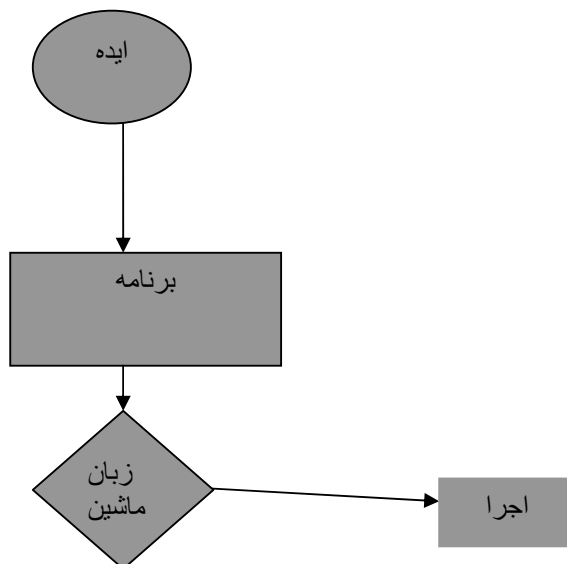 ایده
برنامه
زبان
ماشین
اجرا